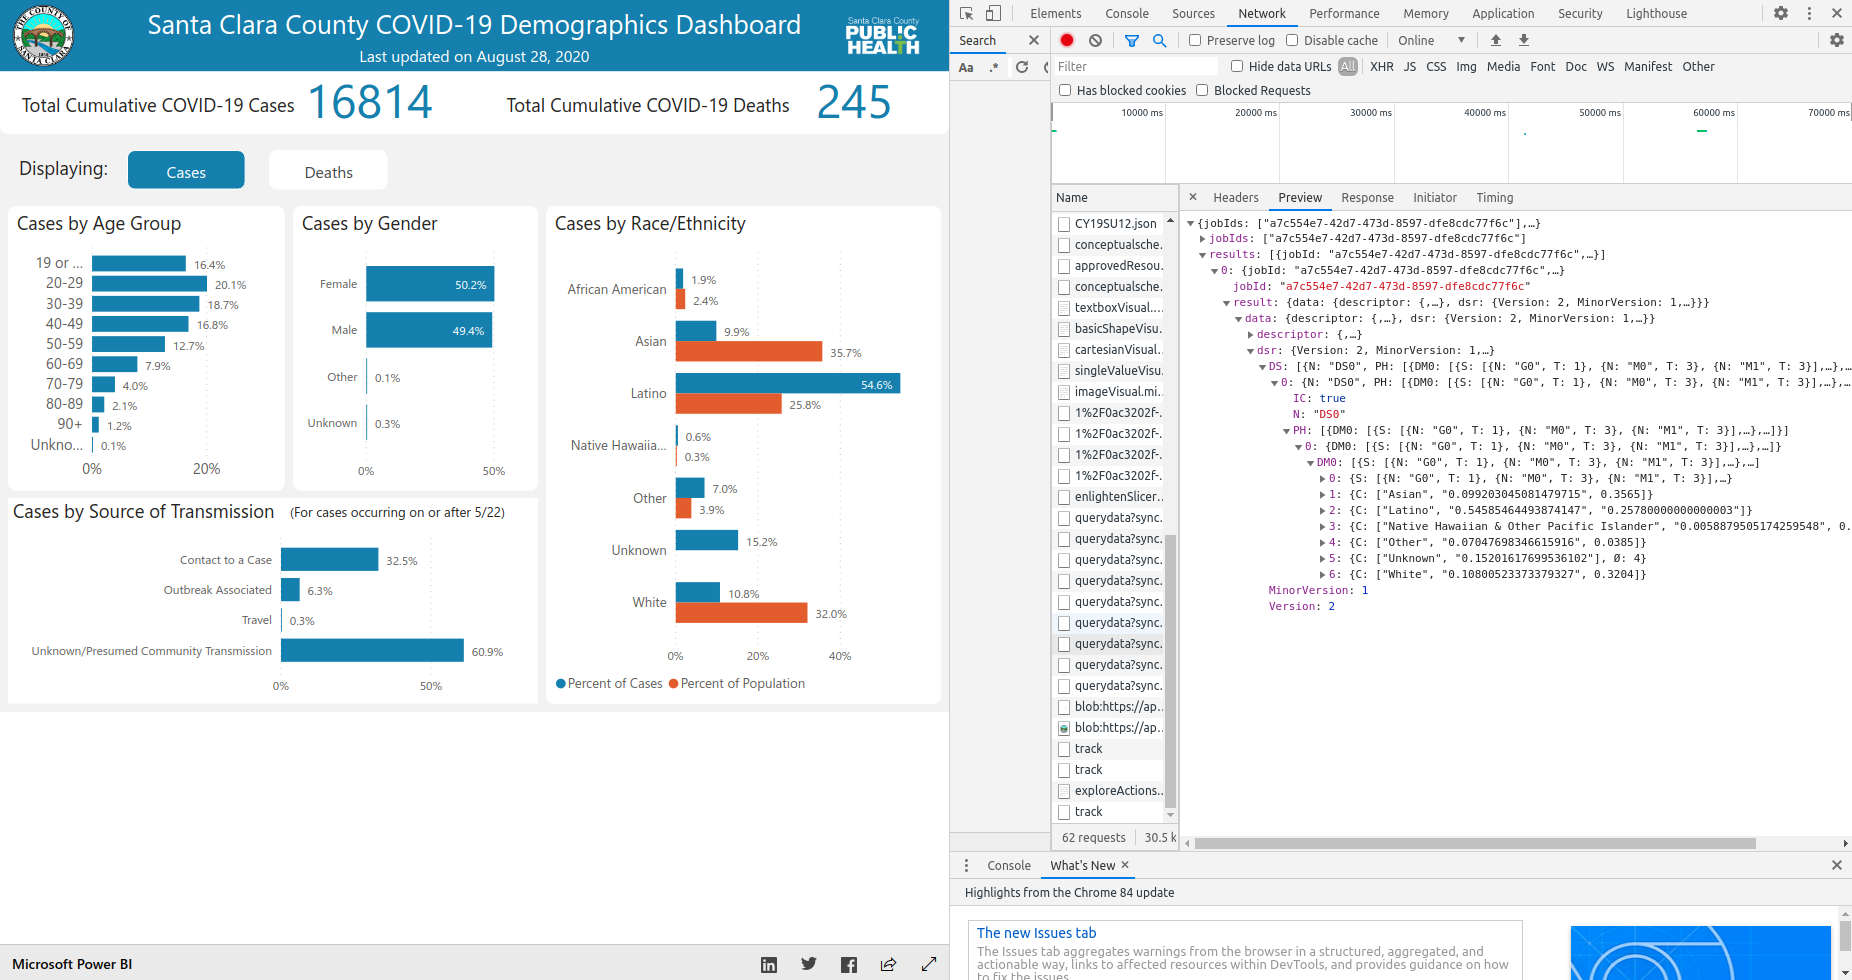 Santa Clara County COVID-19 Demographics Dashboard
Last updated on August 28, 2020
THE COUNTY OF
SANTA CLARA
Santa Clara County
PUBLIC
HEALTH
Total Cumulative COVID-19 Cases 16814
Total Cumulative COVID-19 Deaths 245
Displaying: Cases Deaths
Cases by Age Group
19 or ... 16.4%
20-29 20.1%
30-39 18.7%
40-49 16.8%
50-59 12.7%
60-69 7.9%
70-79 4.0%
80-89 2.1%
90+ 1.2%
Unkno... 0.1%
0% 20%
Cases by Gender
Female 50.2%
Male 49.4%
Other 0.1%
Unknown 0.3%
0% 50%
Cases by Race/Ethnicity
African American 1.9%
2.4%
Asian 9.9%
35.7%
Latino 54.6%
25.8%
Native Hawaiia... 0.6%
0.3%
Other 7.0%
3.9%
Unknown 15.2%
White 10.8%
32.0%
0% 20% 40%
Percent of Cases Percent of Population
Cases by Source of Transmission (For cases occurring on or after 5/22)
Contact to a Case 32.5%
Outbreak Associated 6.3%
Travel 0.3%
Unknown/Presumed Community Transmission 60.9%
0% 50%
Microsoft Power BI
Elements Console Sources Network Performance Memory Application Security Lighthouse
Search
Aa .*
Preserve log Disable cache Online
Filter Hide data URLs All XHR JS CSS Img Media Font Doc WS Manifest Other
Has blocked cookies Blocked Requests
10000 ms 20000 ms 30000 ms 40000 ms 50000 ms 60000 ms 70000 ms
Name
CY19SU12.json
conceptualsche.
approvedResou.
conceptualsche.
textboxVisual....
basicShapeVisu.
cartesianVisual.
singleValueVisu.
imageVisual.mi..
1%2F0ac3202f-.
1%2F0ac3202f-.
1%2F0ac3202f-.
1%2F0ac3202f-.
enlightenSlicer..
querydata?sync.
querydata?sync.
querydata?sync.
querydata?sync.
querydata?sync.
querydata?sync.
querydata?sync.
querydata?sync.
querydata?sync.
blob:https://ap..
blob:https://ap..
track
track
exploreActions..
track
62 requests 30.5 k
Headers Preview Response Initiator Timing
{jobIds: ["a7c554e7-42d7-473d-8597-dfe8cdc77f6c"],…}
jobIds: ["a7c554e7-42d7-473d-8597-dfe8cdc77f6c"]
results: [{jobId: "a7c554e7-42d7-473d-8597-dfe8cdc77f6c",…}]
0: {jobId: "a7c554e7-42d7-473d-8597-dfe8cdc77f6c",…}
jobId: "a7c554e7-42d7-473d-8597-dfe8cdc77f6c"
result: {data: {descriptor: {,…}, dsr: {Version: 2, MinorVersion: 1,…}}}
data: {descriptor: {,…}, dsr: {Version: 2, MinorVersion: 1,…}}
descriptor: {,…}
dsr: {Version: 2, MinorVersion: 1,…}
DS: [{N: "DS0", PH: [{DM0: [{S: [{N: "G0", T: 1}, {N: "M0", T: 3}, {N: "M1", T: 3}],…},…
0: {N: "DS0", PH: [{DM0: [{S: [{N: "G0", T: 1}, {N: "M0", T: 3}, {N: "M1", T: 3}],…},…
IC: true
N: "DS0"
PH: [{DM0: [{S: [{N: "G0", T: 1}, {N: "M0", T: 3}, {N: "M1", T: 3}],…},…]}]
0: {DM0: [{S: [{N: "G0", T: 1}, {N: "M0", T: 3}, {N: "M1", T: 3}],…},…]}
DM0: [{S: [{N: "G0", T: 1}, {N: "M0", T: 3}, {N: "M1", T: 3}],…},…]
0: {S: [{N: "G0", T: 1}, {N: "M0", T: 3}, {N: "M1", T: 3}],…}
1: {C: ["Asian", "0.099203045081479715", 0.3565]}
2: {C: ["Latino", "0.54585464493874147", "0.25780000000000003"]}
3: {C: ["Native Hawaiian & Other Pacific Islander", "0.0058879505174259548", 0.
4: {C: ["Other", "0.07047698346615916", 0.0385]}
5: {C: ["Unknown", "0.15201617699536102"], Ø: 4}
6: {C: ["White", "0.10800523373379327", 0.3204]}
MinorVersion: 1
Version: 2
Console What's New
Highlights from the Chrome 84 update
The new Issues tab
The Issues tab aggregates warnings from the browser in a structured, aggregated, and
actionable way, links to affected resources within DevTools, and provides guidance on how
to fix the issues.